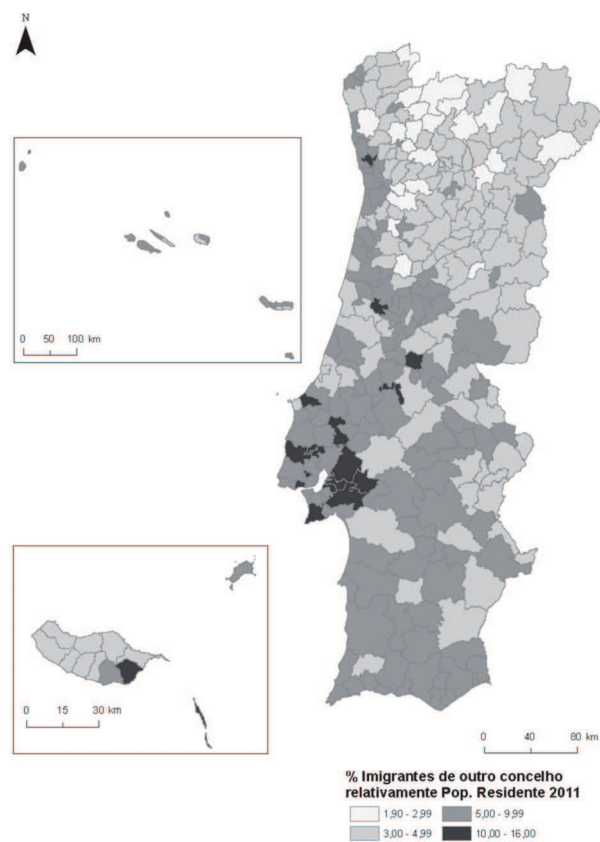 N
0 50 100 km
0 15 30 km
0 40 80 km
% Imigrantes de outro concelho
relativamente Pop. Residente 2011
1,90 - 2,99 5,00 - 9,99
3,00 - 4,99 10,00 - 16,00